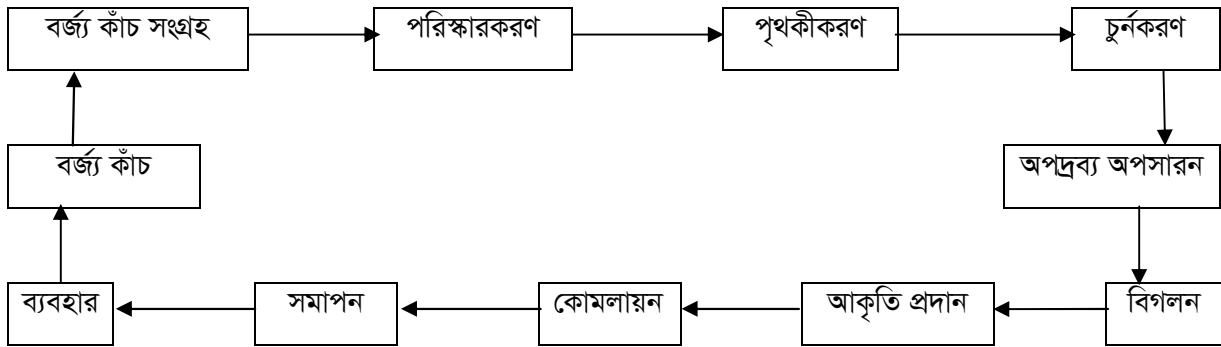 বর্জ্য কাঁচ সংগ্রহ
পরিস্কারকরণ
পৃথকীকরণ
চুর্নকরণ
বর্জ্য কাঁচ
অপদ্রব্য অপসারন
ব্যবহার
সমাপন
কোমলায়ন
আকৃতি প্রদান
বিগলন